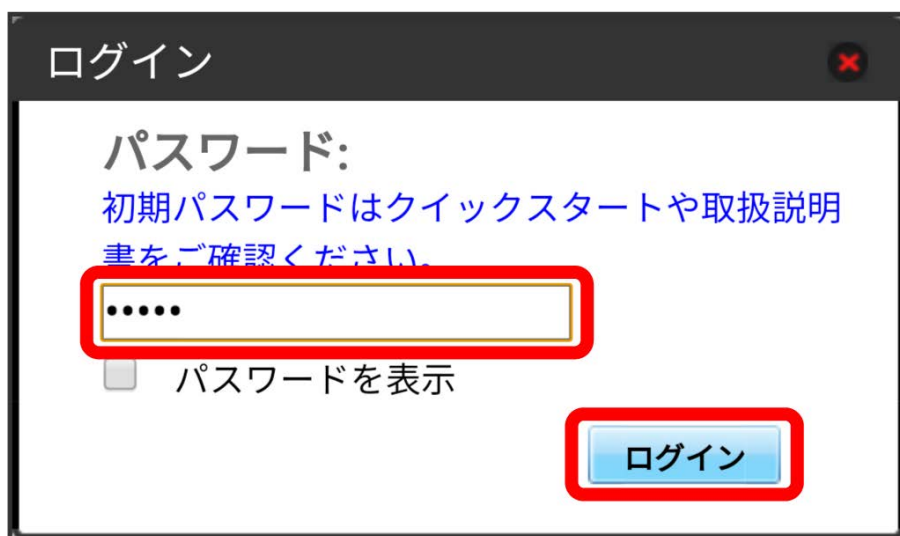 ログイン
パスワード:
初期パスワードはクイックスタートや取扱説明
書をご確認ください。
•••••
パスワードを表示
ログイン